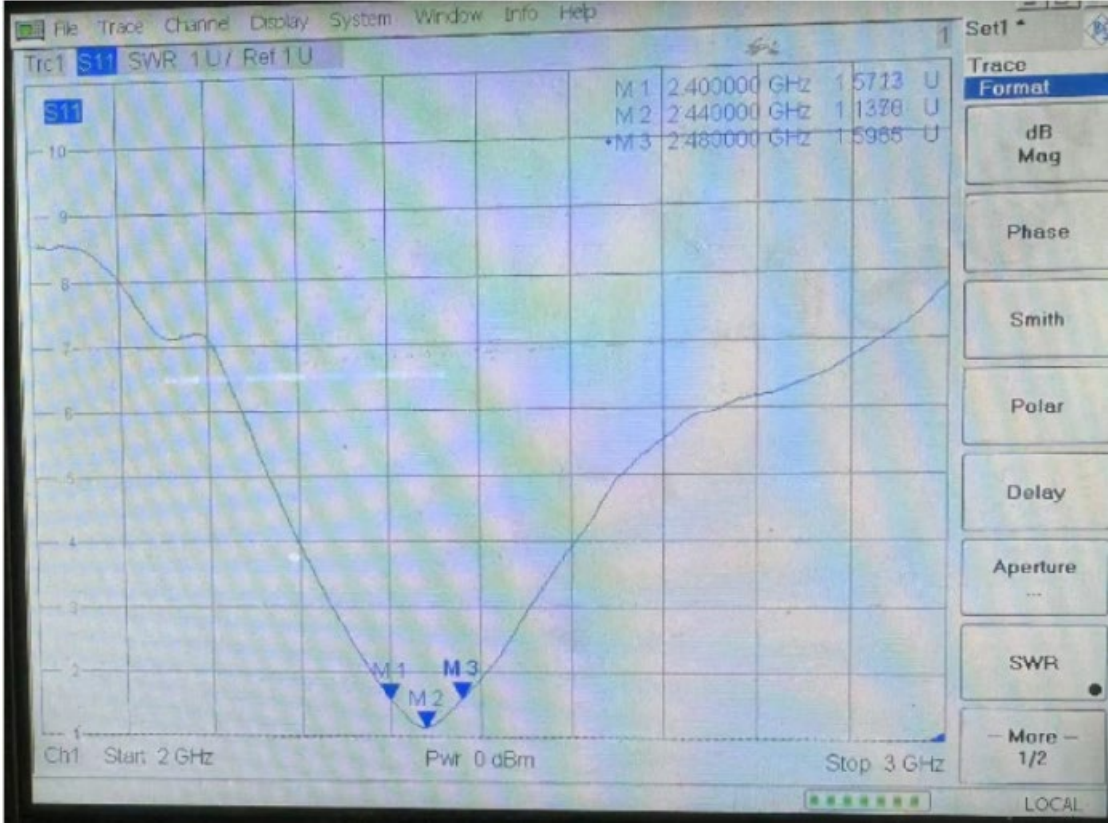 File Trace Channel Display System Window Info Help
Trc1 S11 SWR 1 U/ Ref 1 U
1
S11
M 1 2.400000 GHz 1.5713 U
M 2 2.440000 GHz 1.1376 U
•M 3 2.480000 GHz 1.5965 U
10
9
8
7
6
5
4
3
2
1
M 1
M 3
M 2
Ch1 Start 2 GHz Pwr 0 dBm Stop 3 GHz
Set1 *
Trace
Format
dB
Mag
Phase
Smith
Polar
Delay
Aperture
...
SWR
– More –
1/2
LOCAL